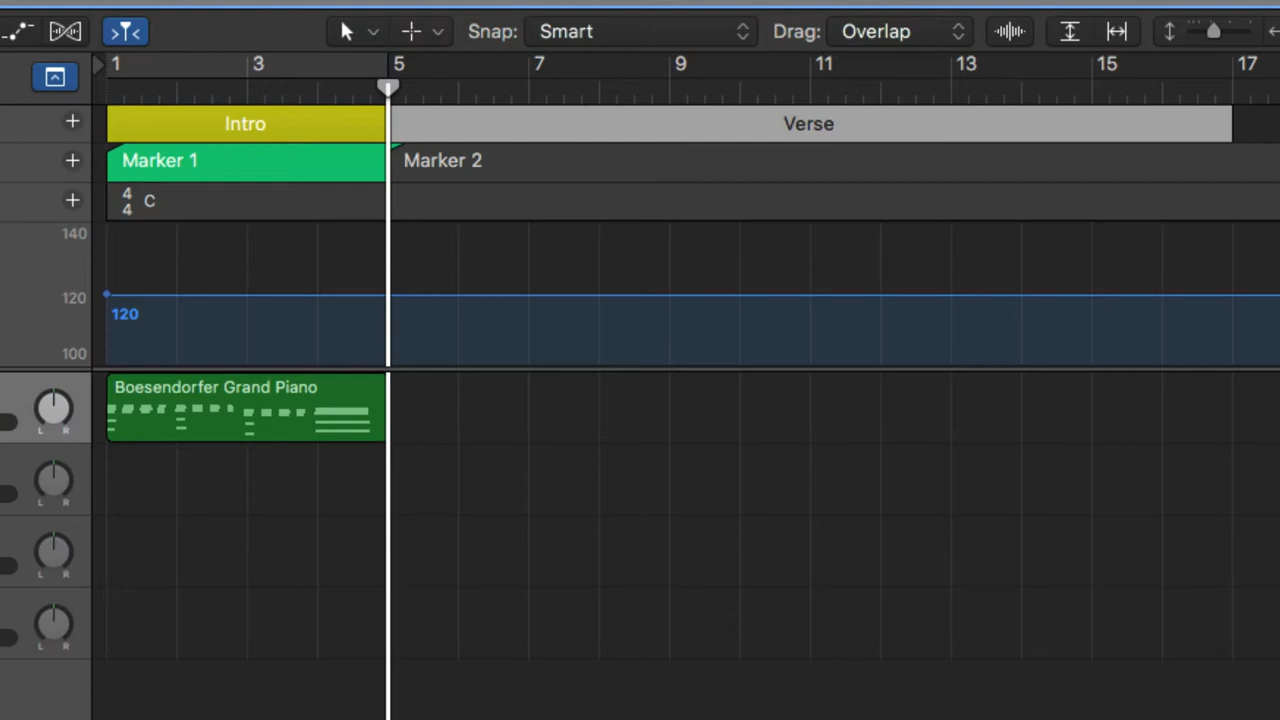 Snap: Smart Drag: Overlap
1 3 5 7 9 11 13 15 17
Intro Verse
Marker 1 Marker 2
4
4 C
140
120
120
100
Boesendorfer Grand Piano
L R
L R
L R
L R